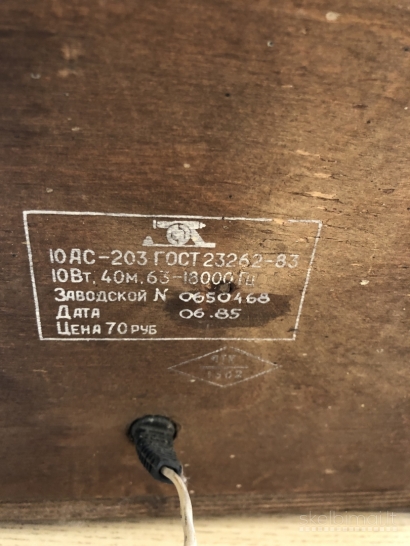 10АС-203 ГОСТ 23262-83
10Вт, 4Ом, 63-18000 Гц
Заводской N 0650468
Дата 06.85
Цена 70 руб